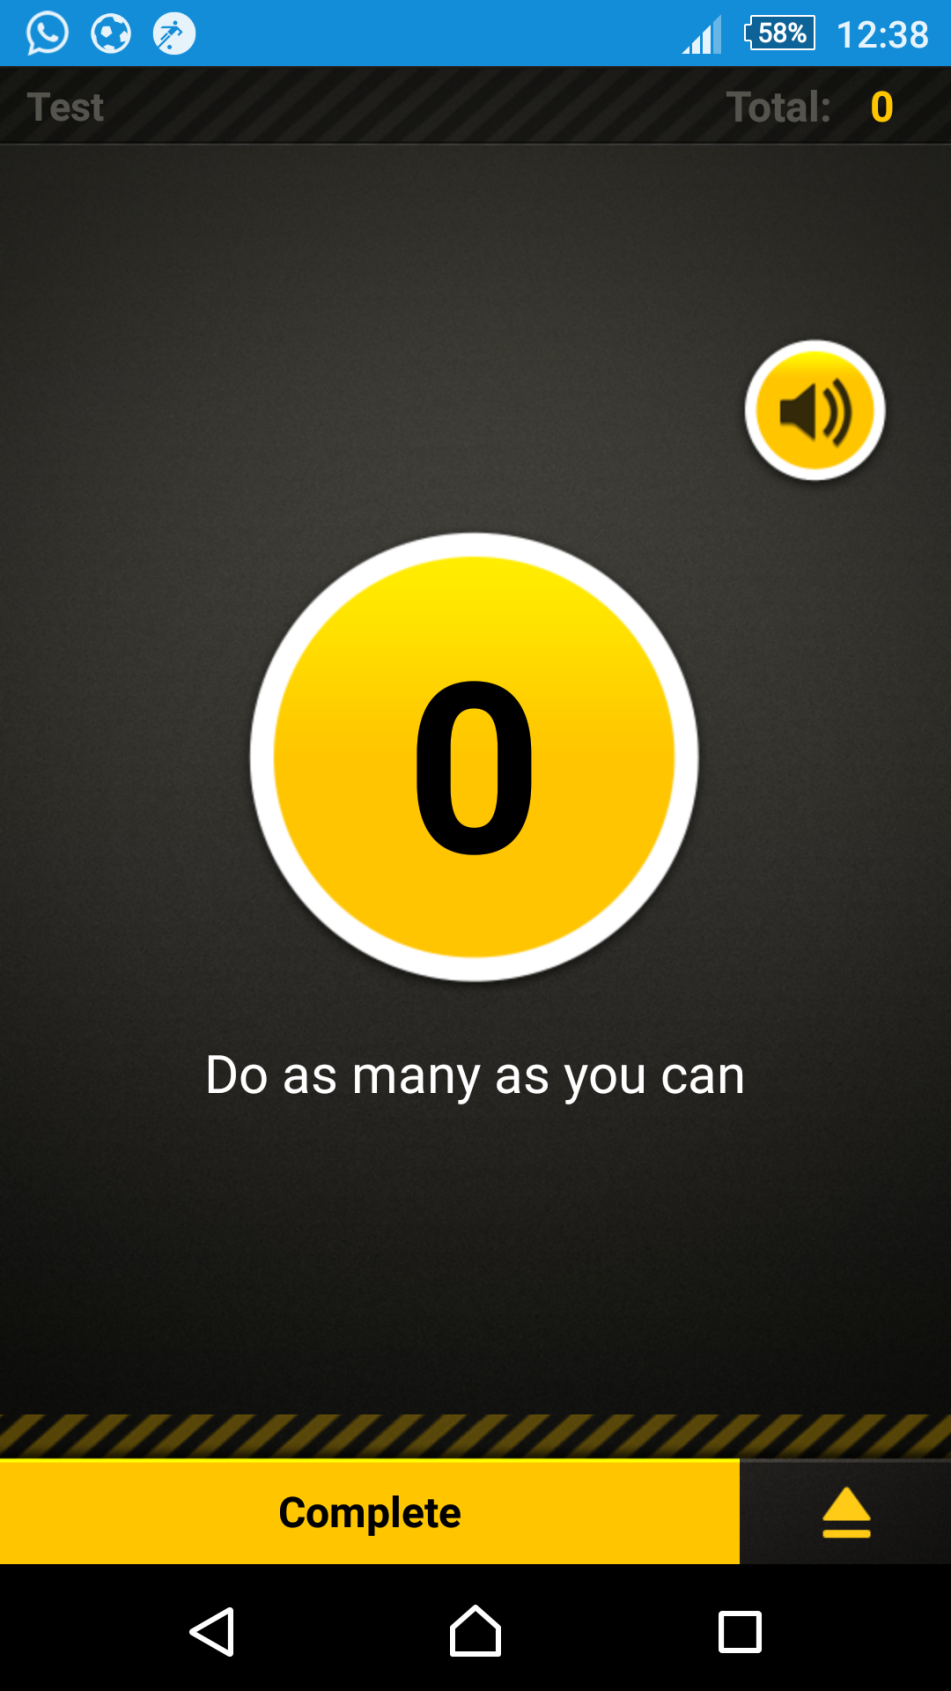 58% 12:38
Test Total: 0
0
Do as many as you can
Complete